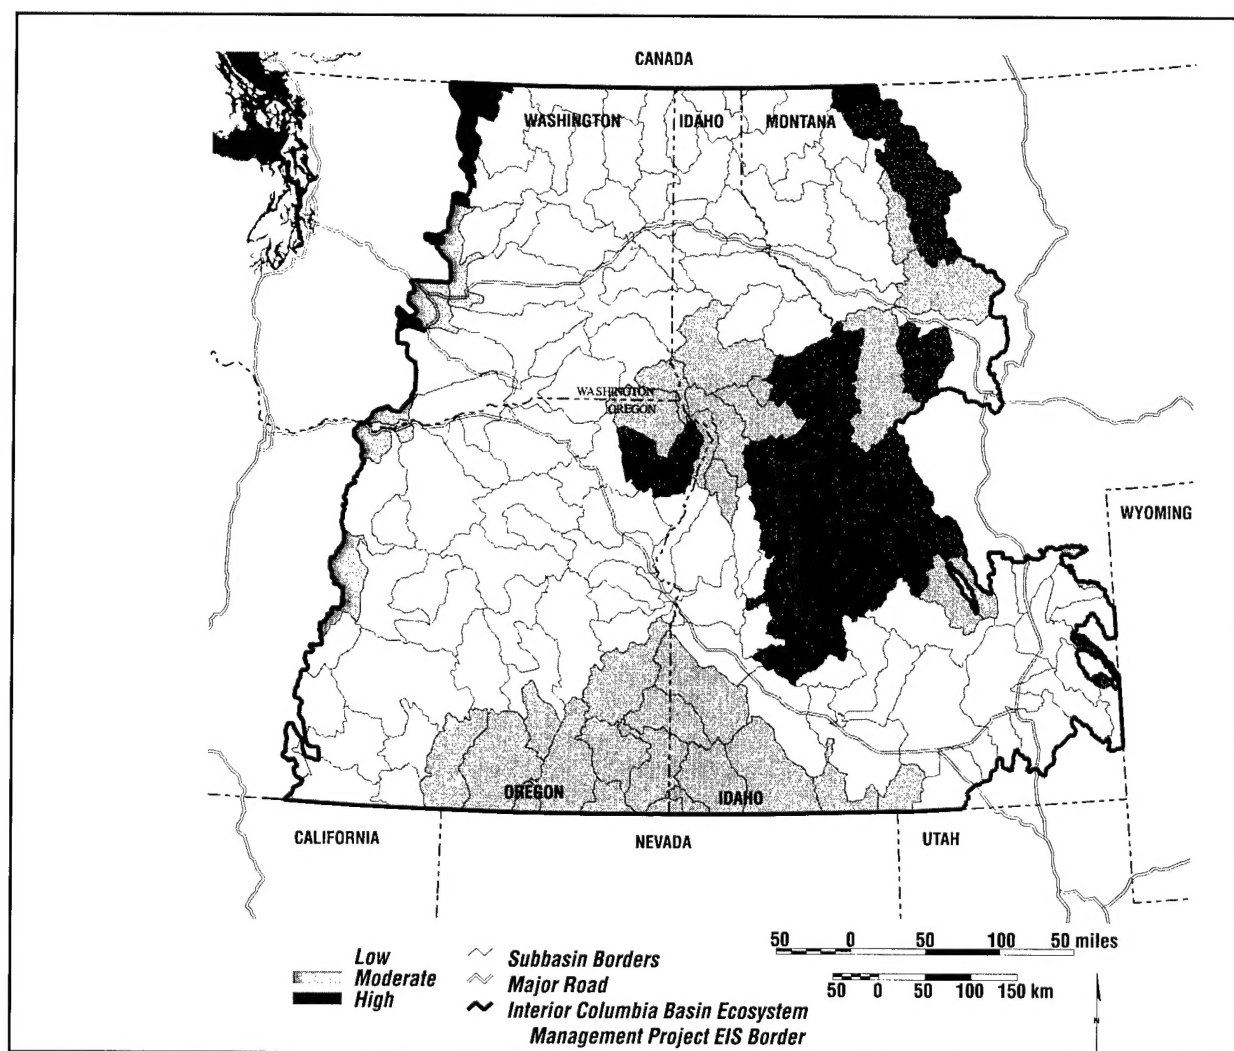 CANADA
WASHINGTON
IDAHO
MONTANA
WASHINGTON
OREGON
WYOMING
OREGON
IDAHO
CALIFORNIA
NEVADA
UTAH
Low
Moderate
High
Subbasin Borders
Major Road
Interior Columbia Basin Ecosystem
Management Project EIS Border
50 0 50 100 50 miles
50 0 50 100 150 km
N